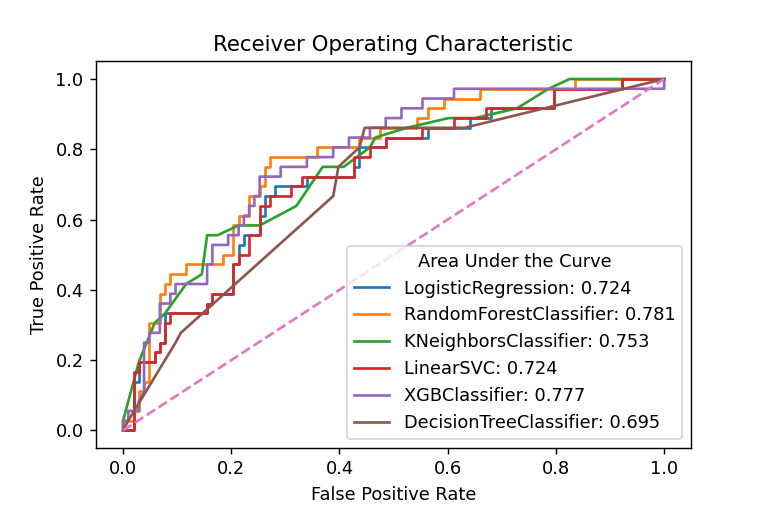 Receiver Operating Characteristic
True Positive Rate
1.0
0.8
0.6
0.4
0.2
0.0
Area Under the Curve
LogisticRegression: 0.724
RandomForestClassifier: 0.781
KNeighborsClassifier: 0.753
LinearSVC: 0.724
XGBClassifier: 0.777
DecisionTreeClassifier: 0.695
0.0 0.2 0.4 0.6 0.8 1.0
False Positive Rate